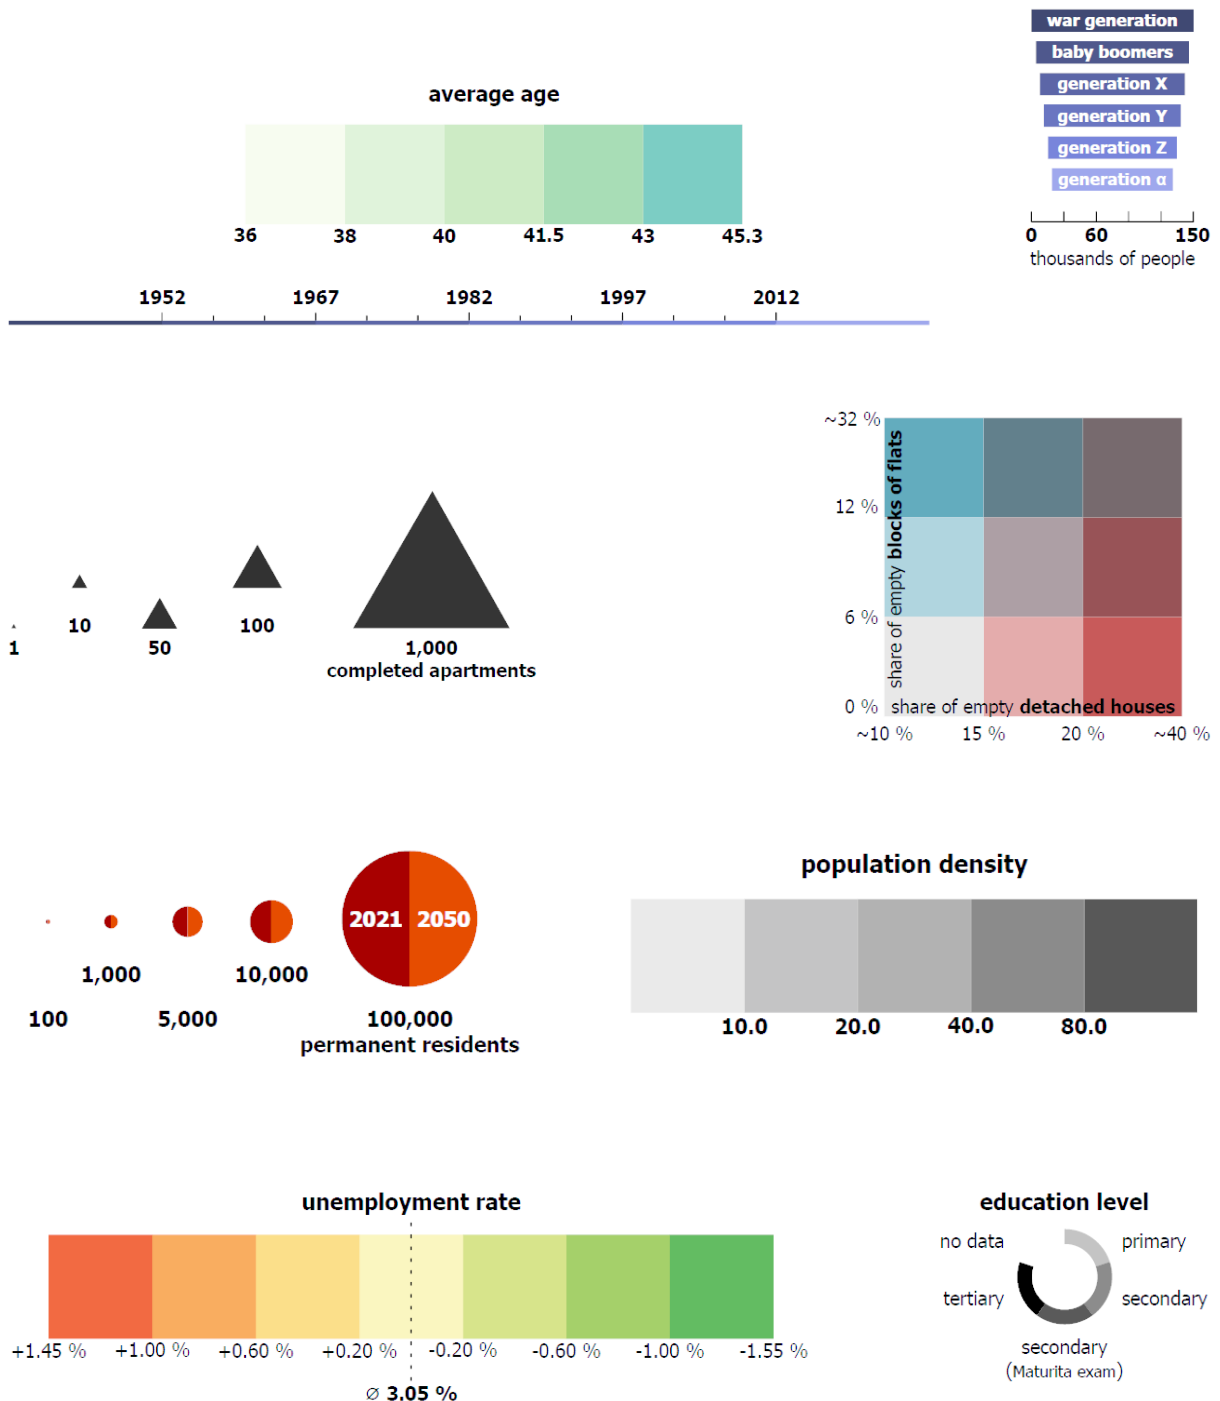 war generation
baby boomers
generation X
generation Y
generation Z
generation α
0 60 150
thousands of people
average age
36 38 40 41.5 43 45.3
1952 1967 1982 1997 2012
1 10 50 100 1,000
completed apartments
~32 %
12 %
6 %
0 %
share of empty blocks of flats
share of empty detached houses
~10 % 15 % 20 % ~40 %
2021 2050
100 1,000 5,000 10,000 100,000
permanent residents
population density
10.0 20.0 40.0 80.0
unemployment rate
+1.45 % +1.00 % +0.60 % +0.20 % -0.20 % -0.60 % -1.00 % -1.55 %
∅ 3.05 %
education level
no data primary
tertiary secondary
secondary
(Maturita exam)